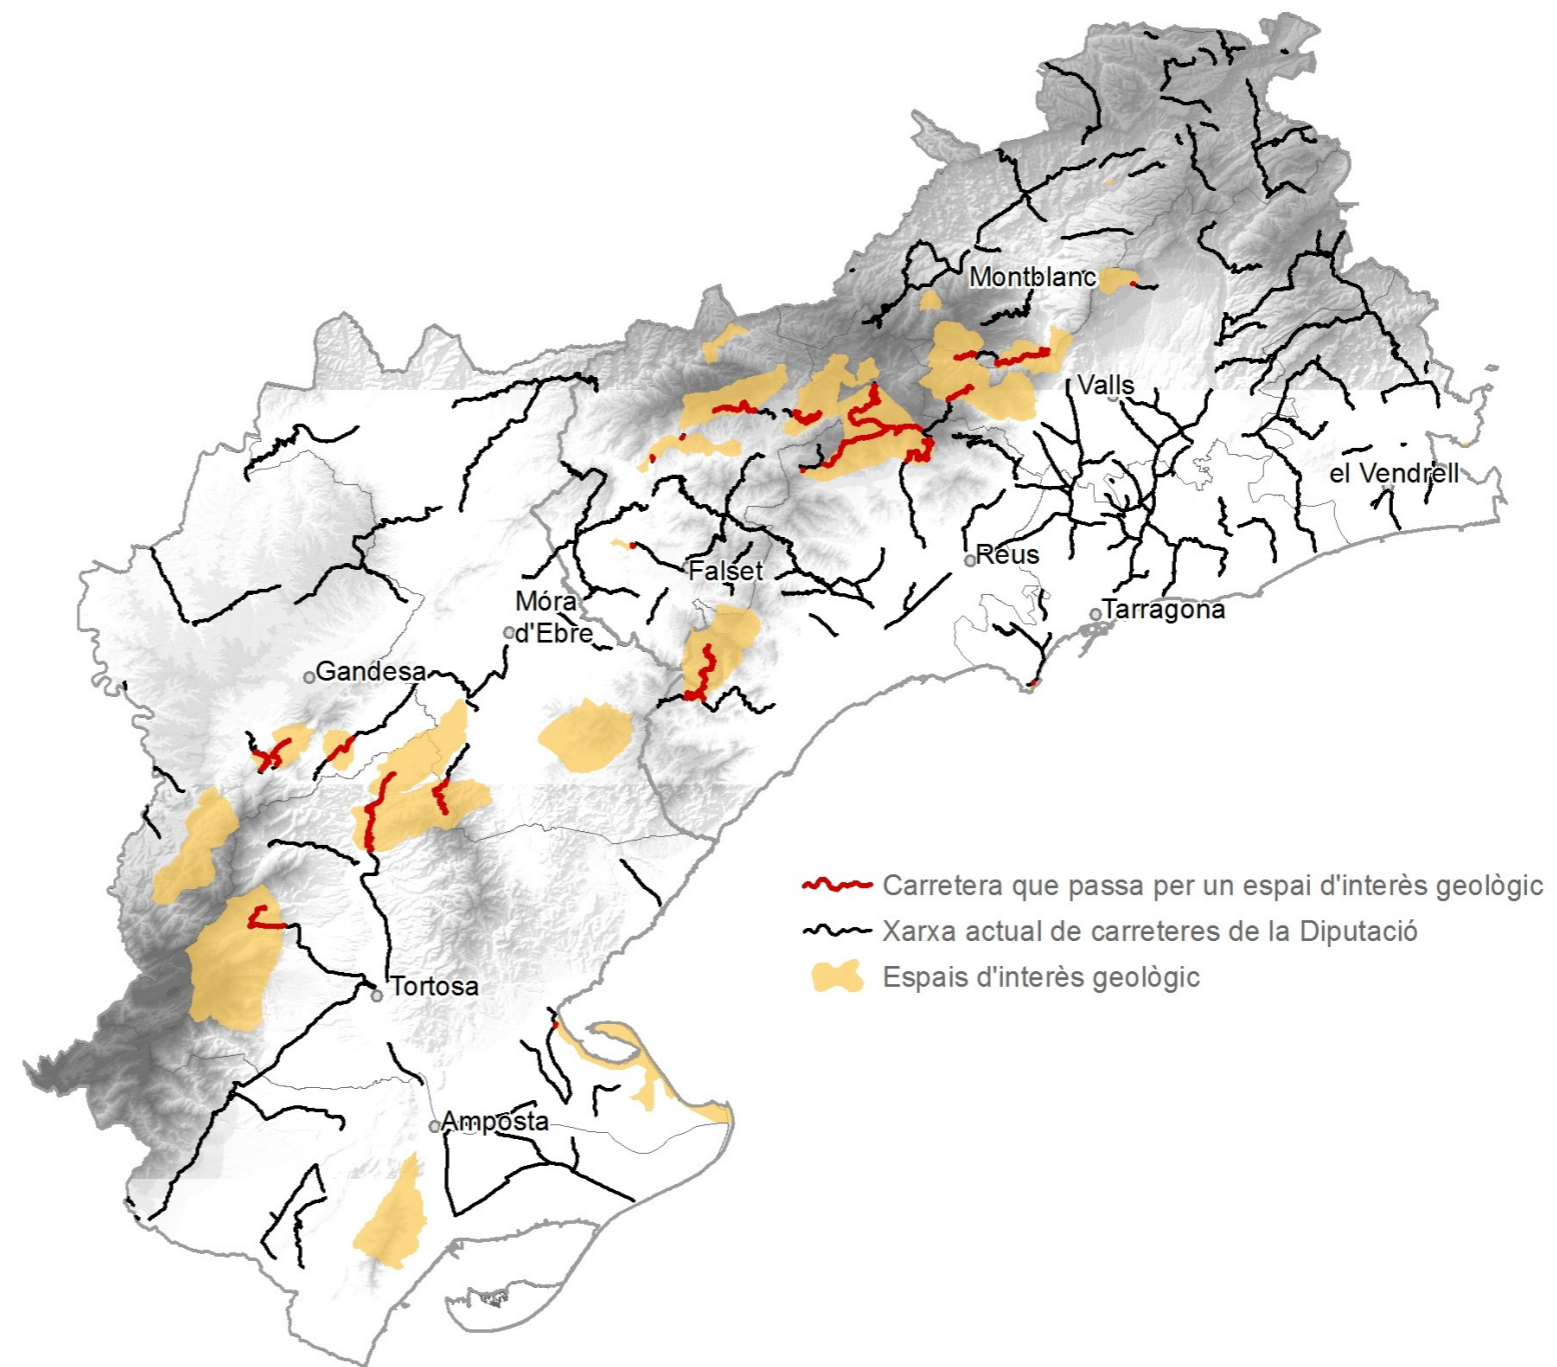 Montblanc
Valls
el Vendrell
Reus
Falset
Móra
d'Ebre
Tarragona
Gandesa
Carretera que passa per un espai d'interès geològic
Xarxa actual de carreteres de la Diputació
Espais d'interès geològic
Tortosa
Amposta